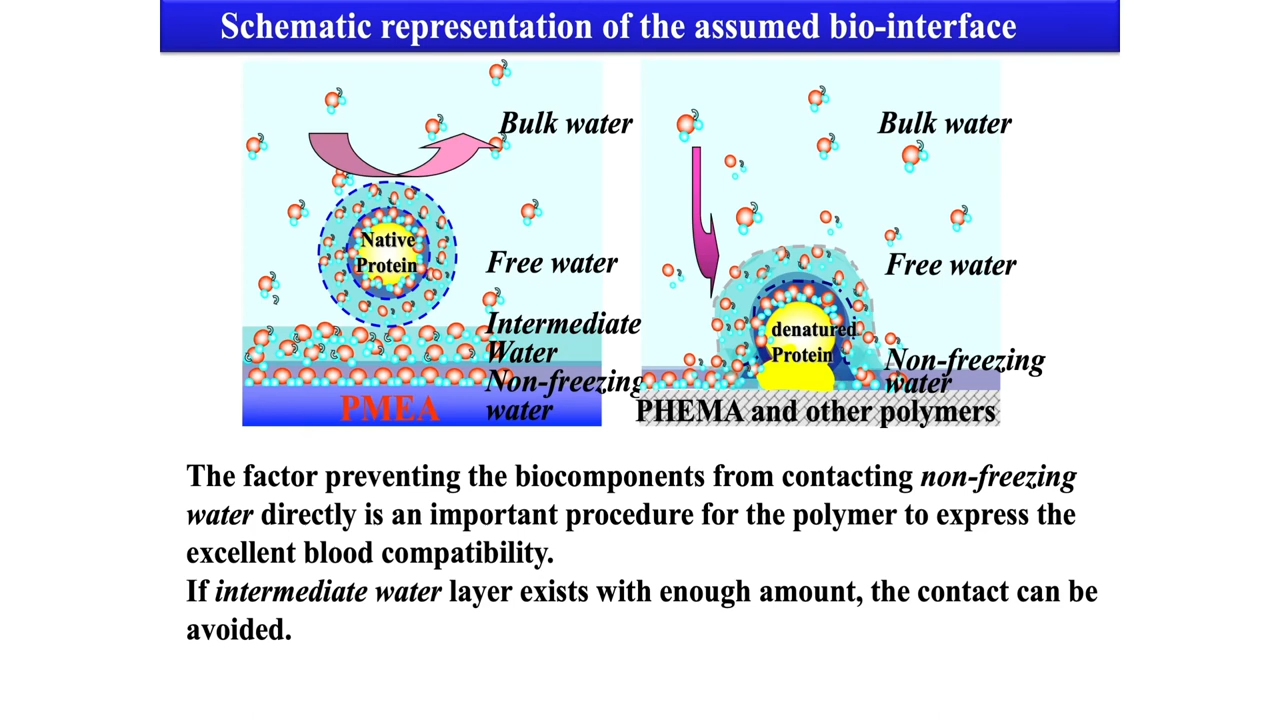 Schematic representation of the assumed bio-interface
Bulk water
Native
Protein
Free water
Intermediate
Water
Non-freezing
water
PMEA
Bulk water
Free water
denatured
Protein
Non-freezing
water
PHEMA and other polymers
The factor preventing the biocomponents from contacting non-freezing
water directly is an important procedure for the polymer to express the
excellent blood compatibility.
If intermediate water layer exists with enough amount, the contact can be
avoided.